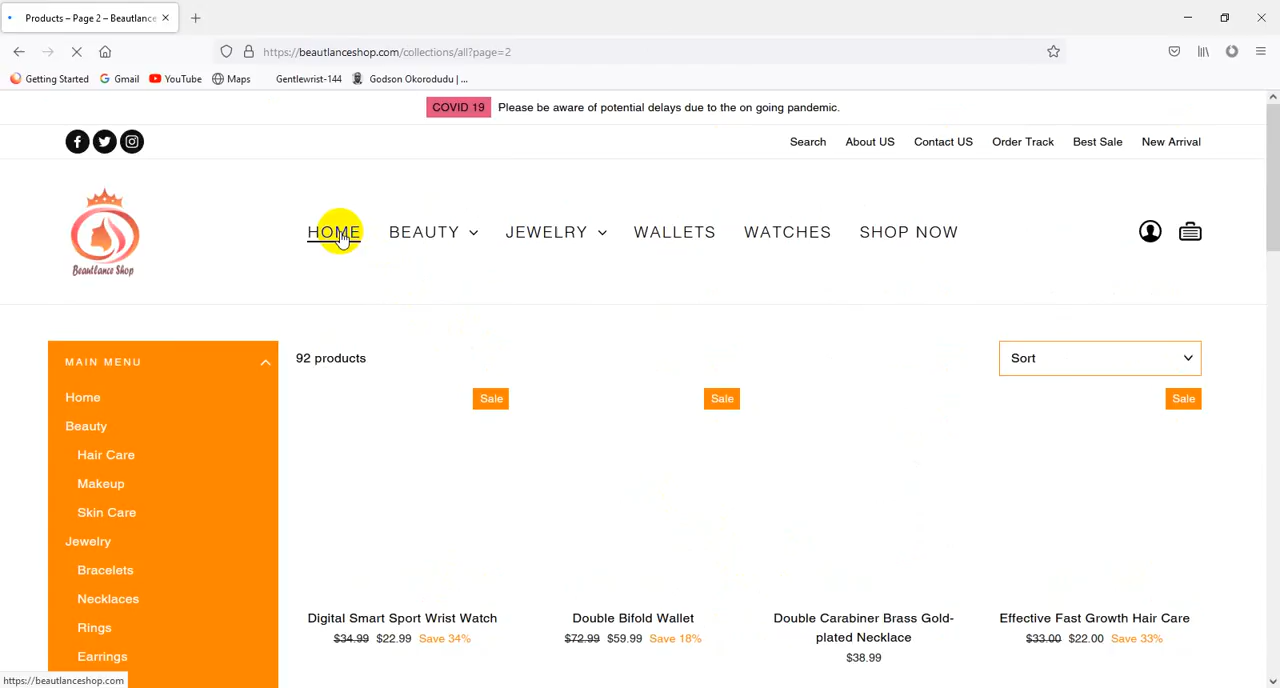 Products – Page 2 – Beautlance
https://beautlanceshop.com/collections/all?page=2
Getting Started Gmail YouTube Maps Gentlewrist-144 Godson Okorodudu | ...
COVID 19 Please be aware of potential delays due to the on going pandemic.
Search About US Contact US Order Track Best Sale New Arrival
Beautlance Shop
HOME BEAUTY JEWELRY WALLETS WATCHES SHOP NOW
MAIN MENU
Home
Beauty
Hair Care
Makeup
Skin Care
Jewelry
Bracelets
Necklaces
Rings
Earrings
92 products
Sort
Sale Sale Sale
Digital Smart Sport Wrist Watch
$34.99 $22.99 Save 34%
Double Bifold Wallet
$72.99 $59.99 Save 18%
Double Carabiner Brass Gold-
plated Necklace
$38.99
Effective Fast Growth Hair Care
$33.00 $22.00 Save 33%
https://beautlanceshop.com